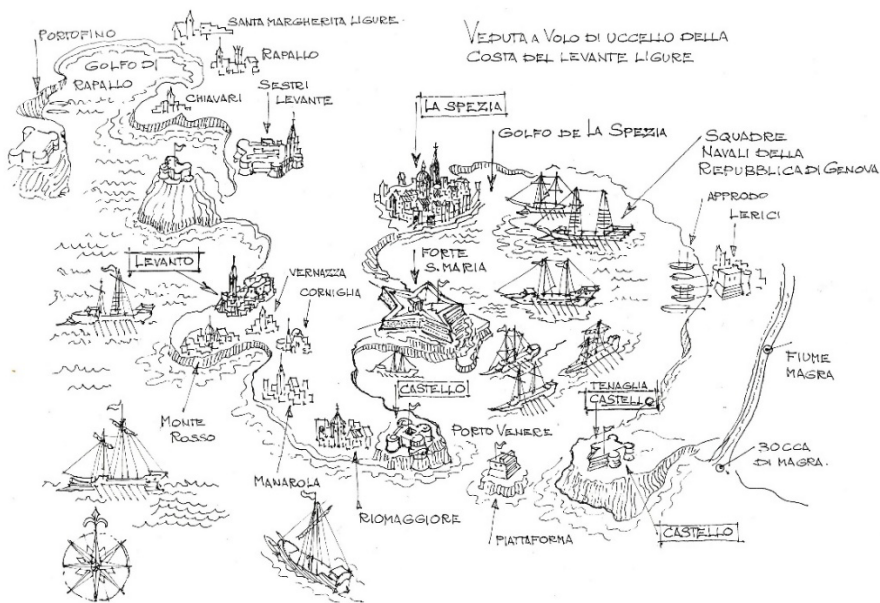 VEDUTA A VOLO DI UCCELLO DELLA
COSTA DEL LEVANTE LIGURE
SANTA MARGHERITA LIGURE.
PORTOFINO
RAPALLO
GOLFO DI
RAPALLO
SESTRI
LEVANTE
CHIAVARI
LA SPEZIA
GOLFO DE LA SPEZIA
SQUADRE
NAVALI DELLA
REPUBBLICA DI GENOVA
APPRODO
LERICI
LEVANTO
VERNAZZA
CORNIGLIA
FORTE
S. MARIA
FIUME
MAGRA
MONTE
ROSSO
CASTELLO
TENAGLIA
CASTELLO
PORTO VENERE
BOCCA
DI MAGRA.
MANAROLA
RIOMAGGIORE
PIATTAFORMA
CASTELLO